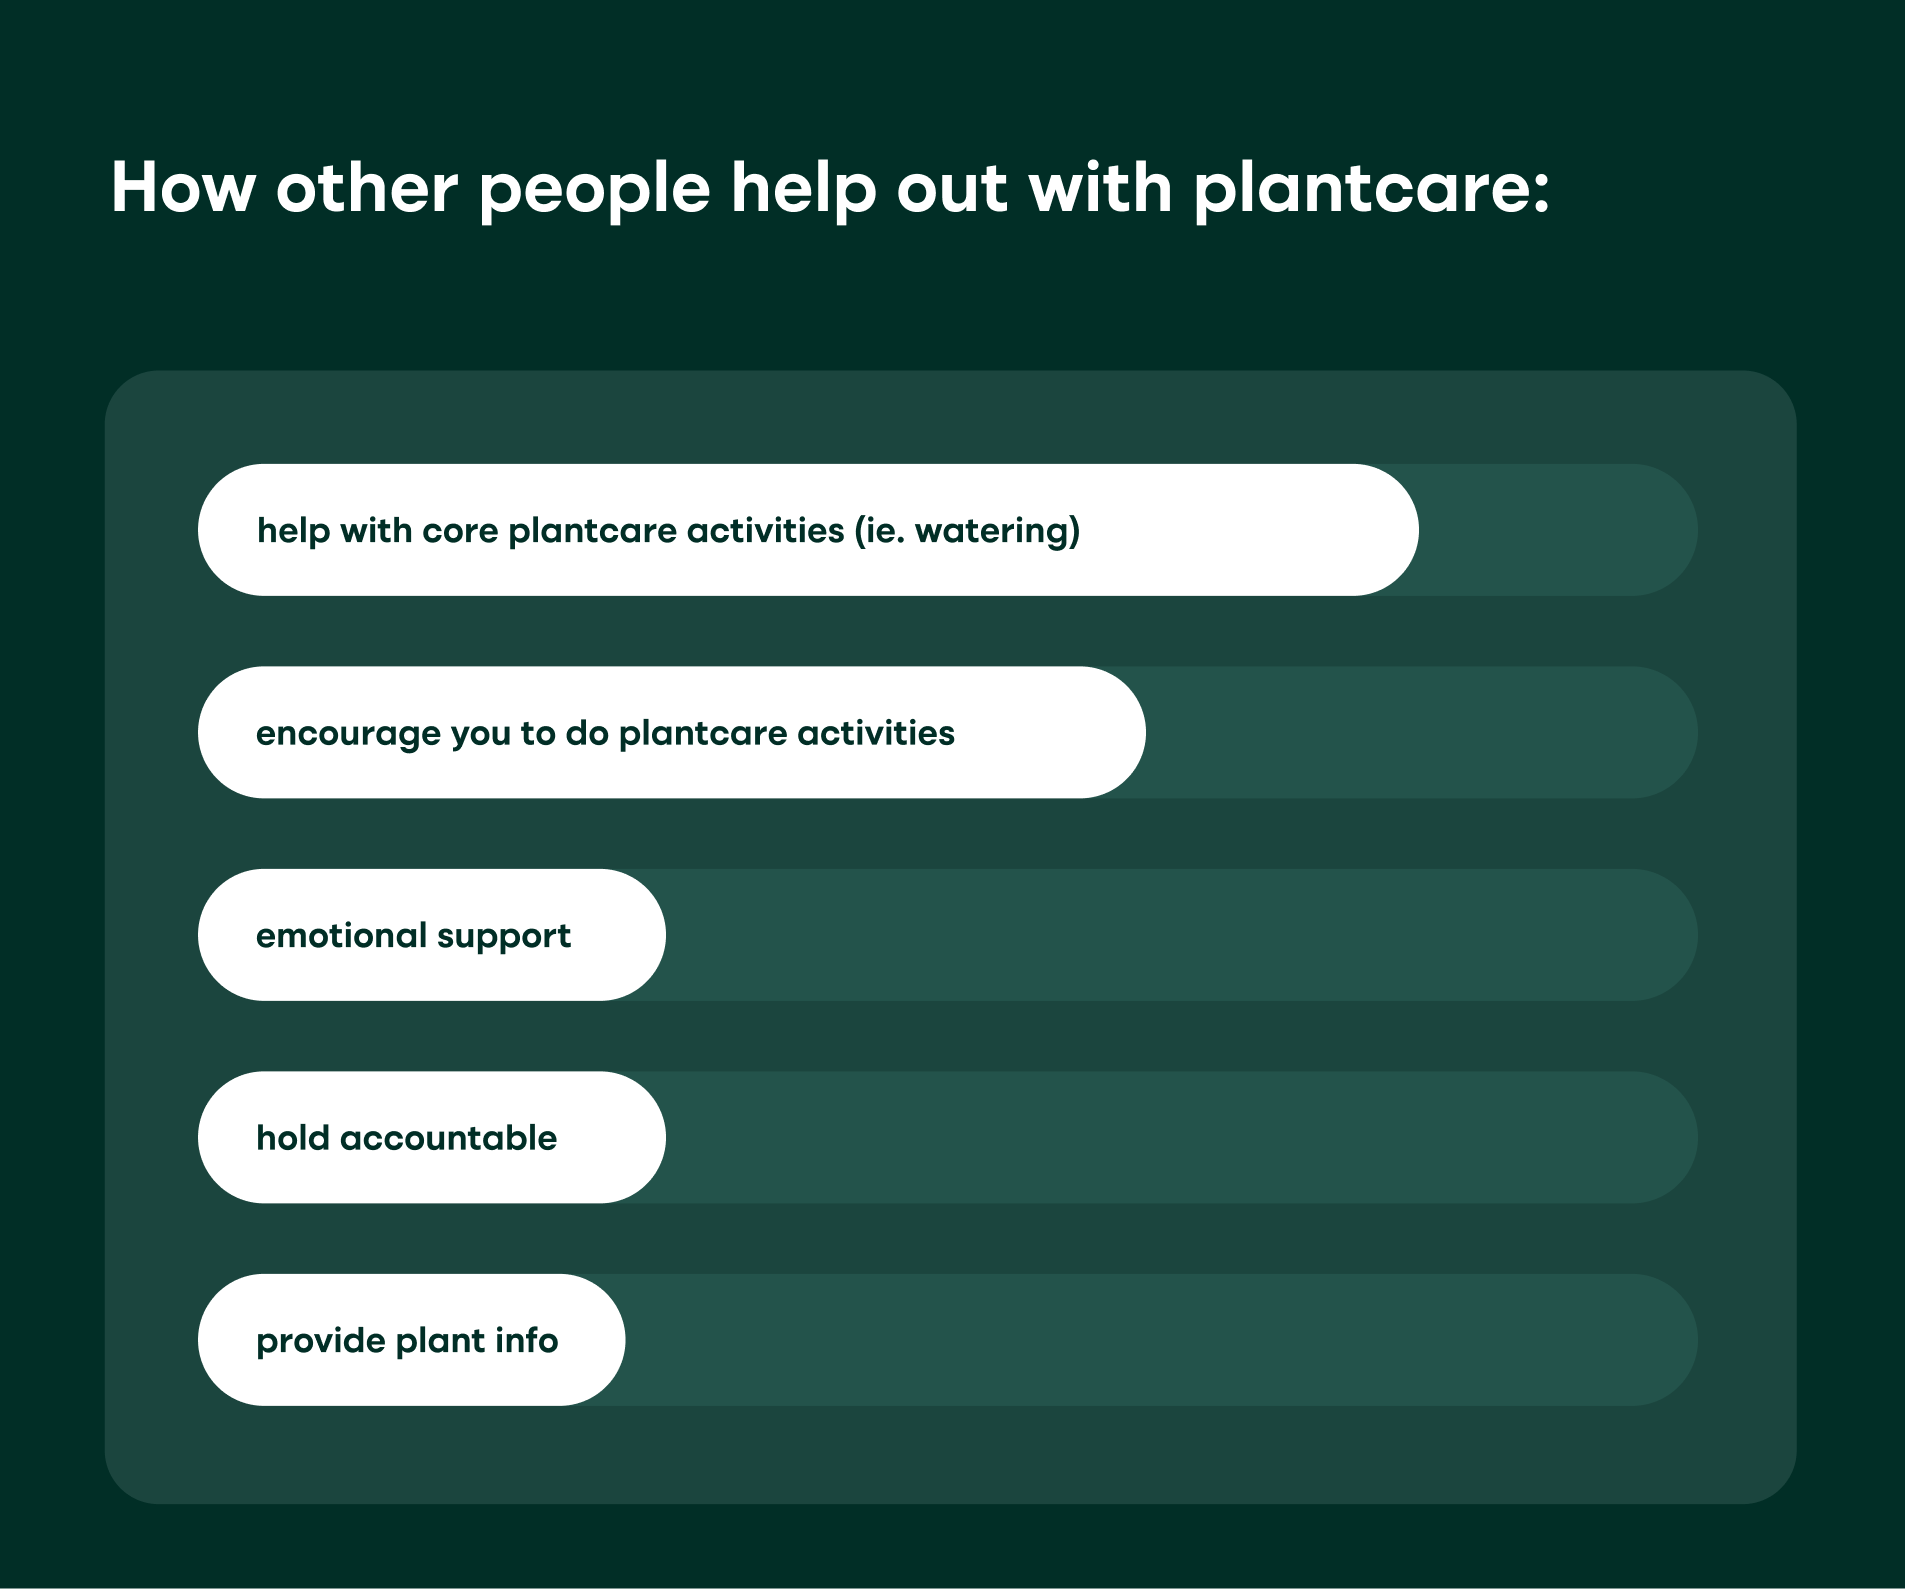 How other people help out with plantcare:
help with core plantcare activities (ie. watering)
encourage you to do plantcare activities
emotional support
hold accountable
provide plant info